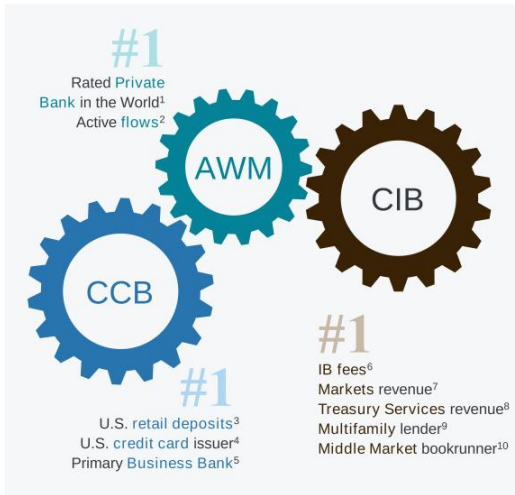 #1
Rated Private
Bank in the World¹
Active flows²
AWM
CIB
CCB
#1
U.S. retail deposits³
U.S. credit card issuer⁴
Primary Business Bank⁵
#1
IB fees⁶
Markets revenue⁷
Treasury Services revenue⁸
Multifamily lender⁹
Middle Market bookrunner¹⁰